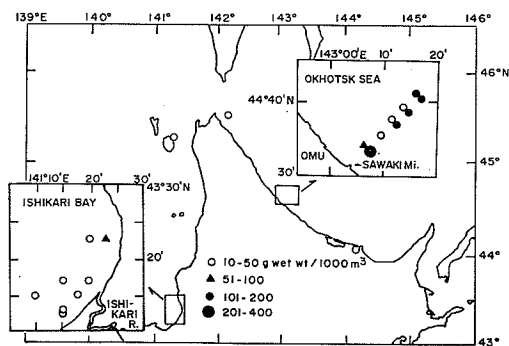 139°E 140° 141° 142° 143° 144° 145° 146°
46°N
45°
44°
43°
143°00'E 10' 20'
OKHOTSK SEA
44°40'N
OMU
SAWAKI Mi.
30'
141°10'E 20' 30'
43°30'N
ISHIKARI BAY
20'
ISHI-
KARI
R.
○ 10-50 g wet wt/1000 m³
▲ 51-100
● 101-200
● 201-400